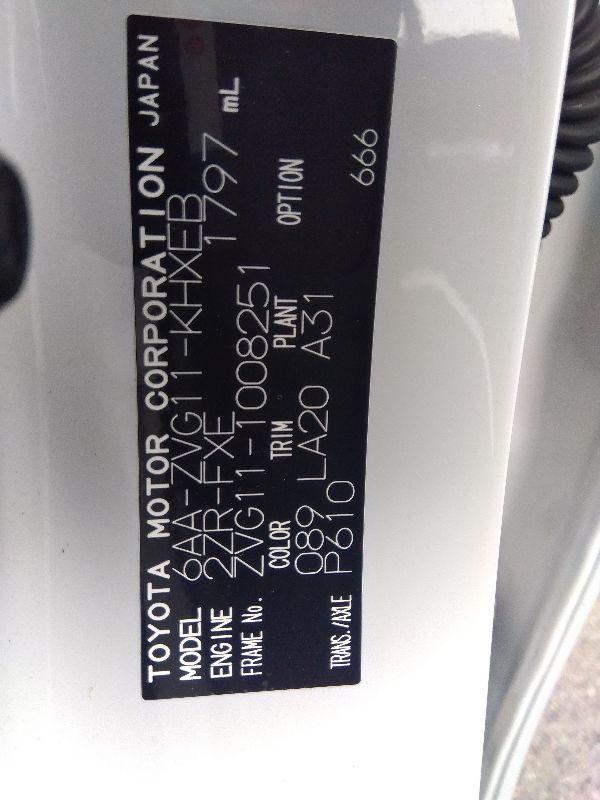 TOYOTA MOTOR CORPORATION JAPAN
MODEL 6AA-ZVG11-KHXEB
ENGINE 2ZR-FXE 1797 mL
FRAME No. ZVG11-1008251
COLOR TRIM PLANT OPTION
089 LA20 A31
TRANS./AXLE P610 666